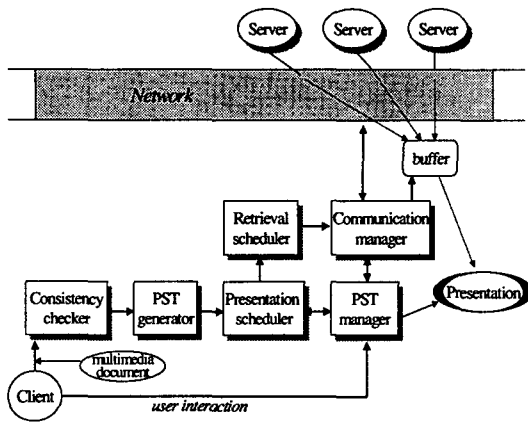 Server
Server
Server
Network
buffer
Retrieval
scheduler
Communication
manager
Consistency
checker
PST
generator
Presentation
scheduler
PST
manager
Presentation
multimedia
document
Client
user interaction